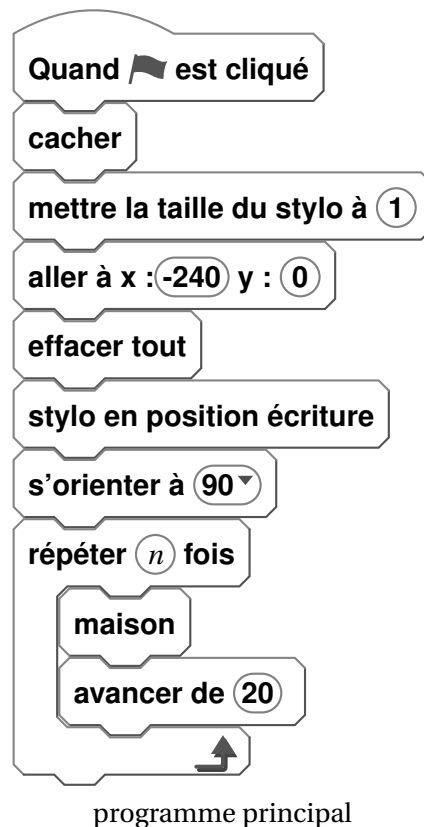 Quand est cliqué
cacher
mettre la taille du stylo à 1
aller à x : -240 y : 0
effacer tout
stylo en position écriture
s'orienter à 90
répéter n fois
maison
avancer de 20
programme principal